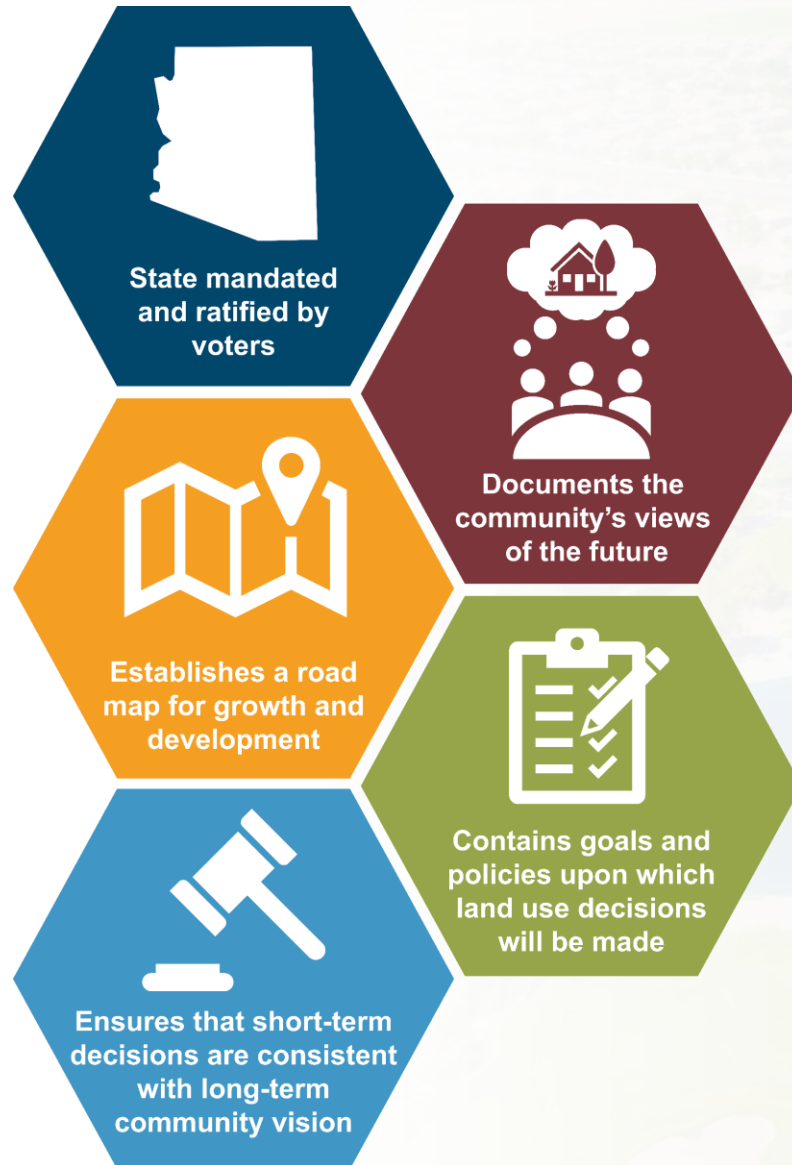 State mandated
and ratified by
voters
Documents the
community’s views
of the future
Establishes a road
map for growth and
development
Contains goals and
policies upon which
land use decisions
will be made
Ensures that short-term
decisions are consistent
with long-term
community vision